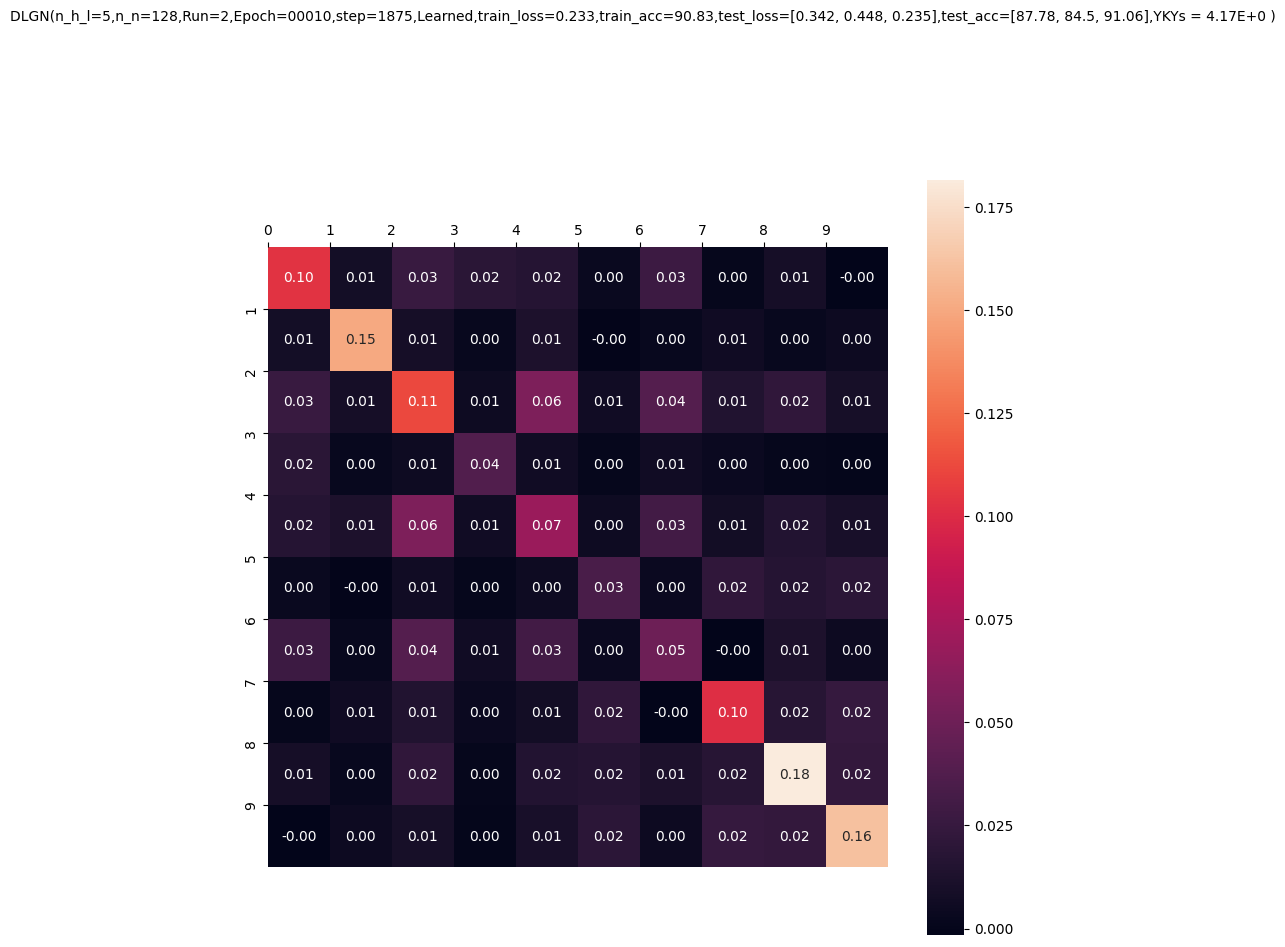 DLGN(n_h_l=5,n_n=128,Run=2,Epoch=00010,step=1875,Learned,train_loss=0.233,train_acc=90.83,test_loss=[0.342, 0.448, 0.235],test_acc=[87.78, 84.5, 91.06],YKYs = 4.17E+0 )
0 1 2 3 4 5 6 7 8 9
0.10 0.01 0.03 0.02 0.02 0.00 0.03 0.00 0.01 -0.00
1
0.01 0.15 0.01 0.00 0.01 -0.00 0.00 0.01 0.00 0.00
2
0.03 0.01 0.11 0.01 0.06 0.01 0.04 0.01 0.02 0.01
3
0.02 0.00 0.01 0.04 0.01 0.00 0.01 0.00 0.00 0.00
4
0.02 0.01 0.06 0.01 0.07 0.00 0.03 0.01 0.02 0.01
5
0.00 -0.00 0.01 0.00 0.00 0.03 0.00 0.02 0.02 0.02
6
0.03 0.00 0.04 0.01 0.03 0.00 0.05 -0.00 0.01 0.00
7
0.00 0.01 0.01 0.00 0.01 0.02 -0.00 0.10 0.02 0.02
8
0.01 0.00 0.02 0.00 0.02 0.02 0.01 0.02 0.18 0.02
9
-0.00 0.00 0.01 0.00 0.01 0.02 0.00 0.02 0.02 0.16
0.175
0.150
0.125
0.100
0.075
0.050
0.025
0.000